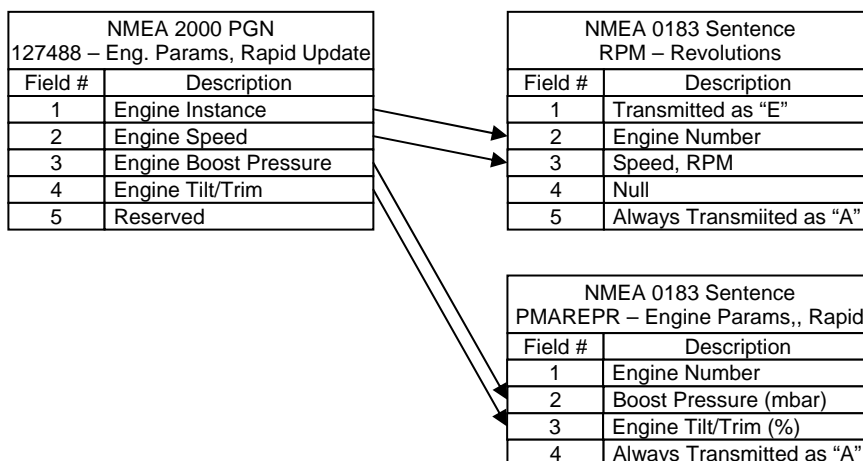 NMEA 2000 PGN
127488 – Eng. Params, Rapid Update
Field # Description
1 Engine Instance
2 Engine Speed
3 Engine Boost Pressure
4 Engine Tilt/Trim
5 Reserved
NMEA 0183 Sentence
RPM – Revolutions
Field # Description
1 Transmitted as “E”
2 Engine Number
3 Speed, RPM
4 Null
5 Always Transmiited as “A”
NMEA 0183 Sentence
PMAREPR – Engine Params,, Rapid
Field # Description
1 Engine Number
2 Boost Pressure (mbar)
3 Engine Tilt/Trim (%)
4 Always Transmitted as “A”